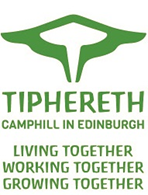 TIPHERETH
CAMPHILL IN EDINBURGH
LIVING TOGETHER
WORKING TOGETHER
GROWING TOGETHER